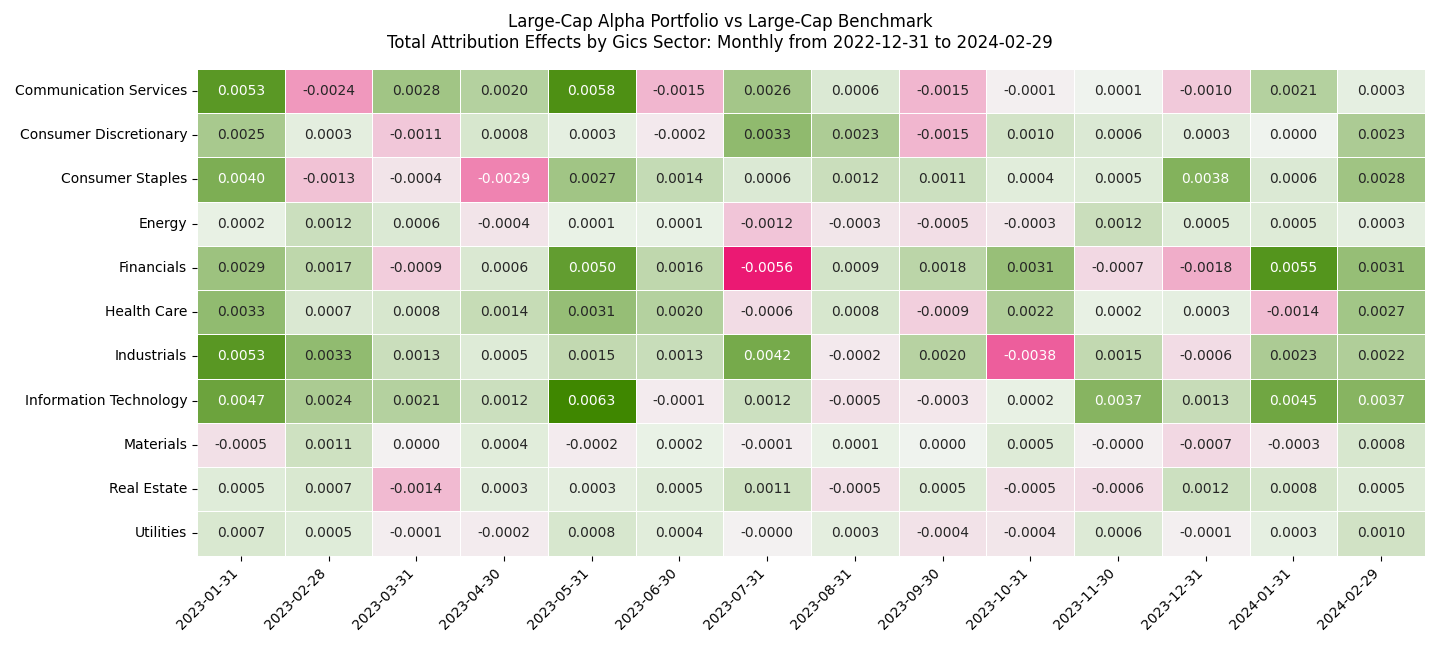 Large-Cap Alpha Portfolio vs Large-Cap Benchmark
Total Attribution Effects by Gics Sector: Monthly from 2022-12-31 to 2024-02-29
Communication Services 0.0053 -0.0024 0.0028 0.0020 0.0058 -0.0015 0.0026 0.0006 -0.0015 -0.0001 0.0001 -0.0010 0.0021 0.0003
Consumer Discretionary 0.0025 0.0003 -0.0011 0.0008 0.0003 -0.0002 0.0033 0.0023 -0.0015 0.0010 0.0006 0.0003 0.0000 0.0023
Consumer Staples 0.0040 -0.0013 -0.0004 -0.0029 0.0027 0.0014 0.0006 0.0012 0.0011 0.0004 0.0005 0.0038 0.0006 0.0028
Energy 0.0002 0.0012 0.0006 -0.0004 0.0001 0.0001 -0.0012 -0.0003 -0.0005 -0.0003 0.0012 0.0005 0.0005 0.0003
Financials 0.0029 0.0017 -0.0009 0.0006 0.0050 0.0016 -0.0056 0.0009 0.0018 0.0031 -0.0007 -0.0018 0.0055 0.0031
Health Care 0.0033 0.0007 0.0008 0.0014 0.0031 0.0020 -0.0006 0.0008 -0.0009 0.0022 0.0002 0.0003 -0.0014 0.0027
Industrials 0.0053 0.0033 0.0013 0.0005 0.0015 0.0013 0.0042 -0.0002 0.0020 -0.0038 0.0015 -0.0006 0.0023 0.0022
Information Technology 0.0047 0.0024 0.0021 0.0012 0.0063 -0.0001 0.0012 -0.0005 -0.0003 0.0002 0.0037 0.0013 0.0045 0.0037
Materials -0.0005 0.0011 0.0000 0.0004 -0.0002 0.0002 -0.0001 0.0001 0.0000 0.0005 -0.0000 -0.0007 -0.0003 0.0008
Real Estate 0.0005 0.0007 -0.0014 0.0003 0.0003 0.0005 0.0011 -0.0005 0.0005 -0.0005 -0.0006 0.0012 0.0008 0.0005
Utilities 0.0007 0.0005 -0.0001 -0.0002 0.0008 0.0004 -0.0000 0.0003 -0.0004 -0.0004 0.0006 -0.0001 0.0003 0.0010
2023-01-31 2023-02-28 2023-03-31 2023-04-30 2023-05-31 2023-06-30 2023-07-31 2023-08-31 2023-09-30 2023-10-31 2023-11-30 2023-12-31 2024-01-31 2024-02-29